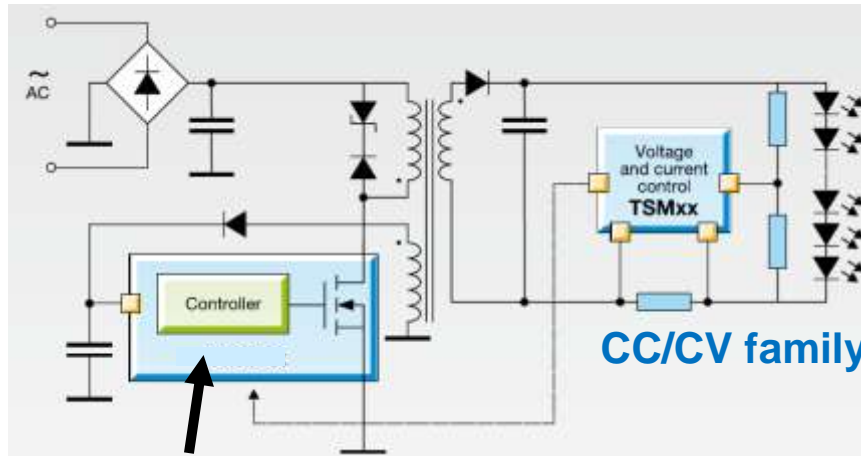 ~
AC
Voltage
and current
control
TSMxx
Controller
CC/CV family